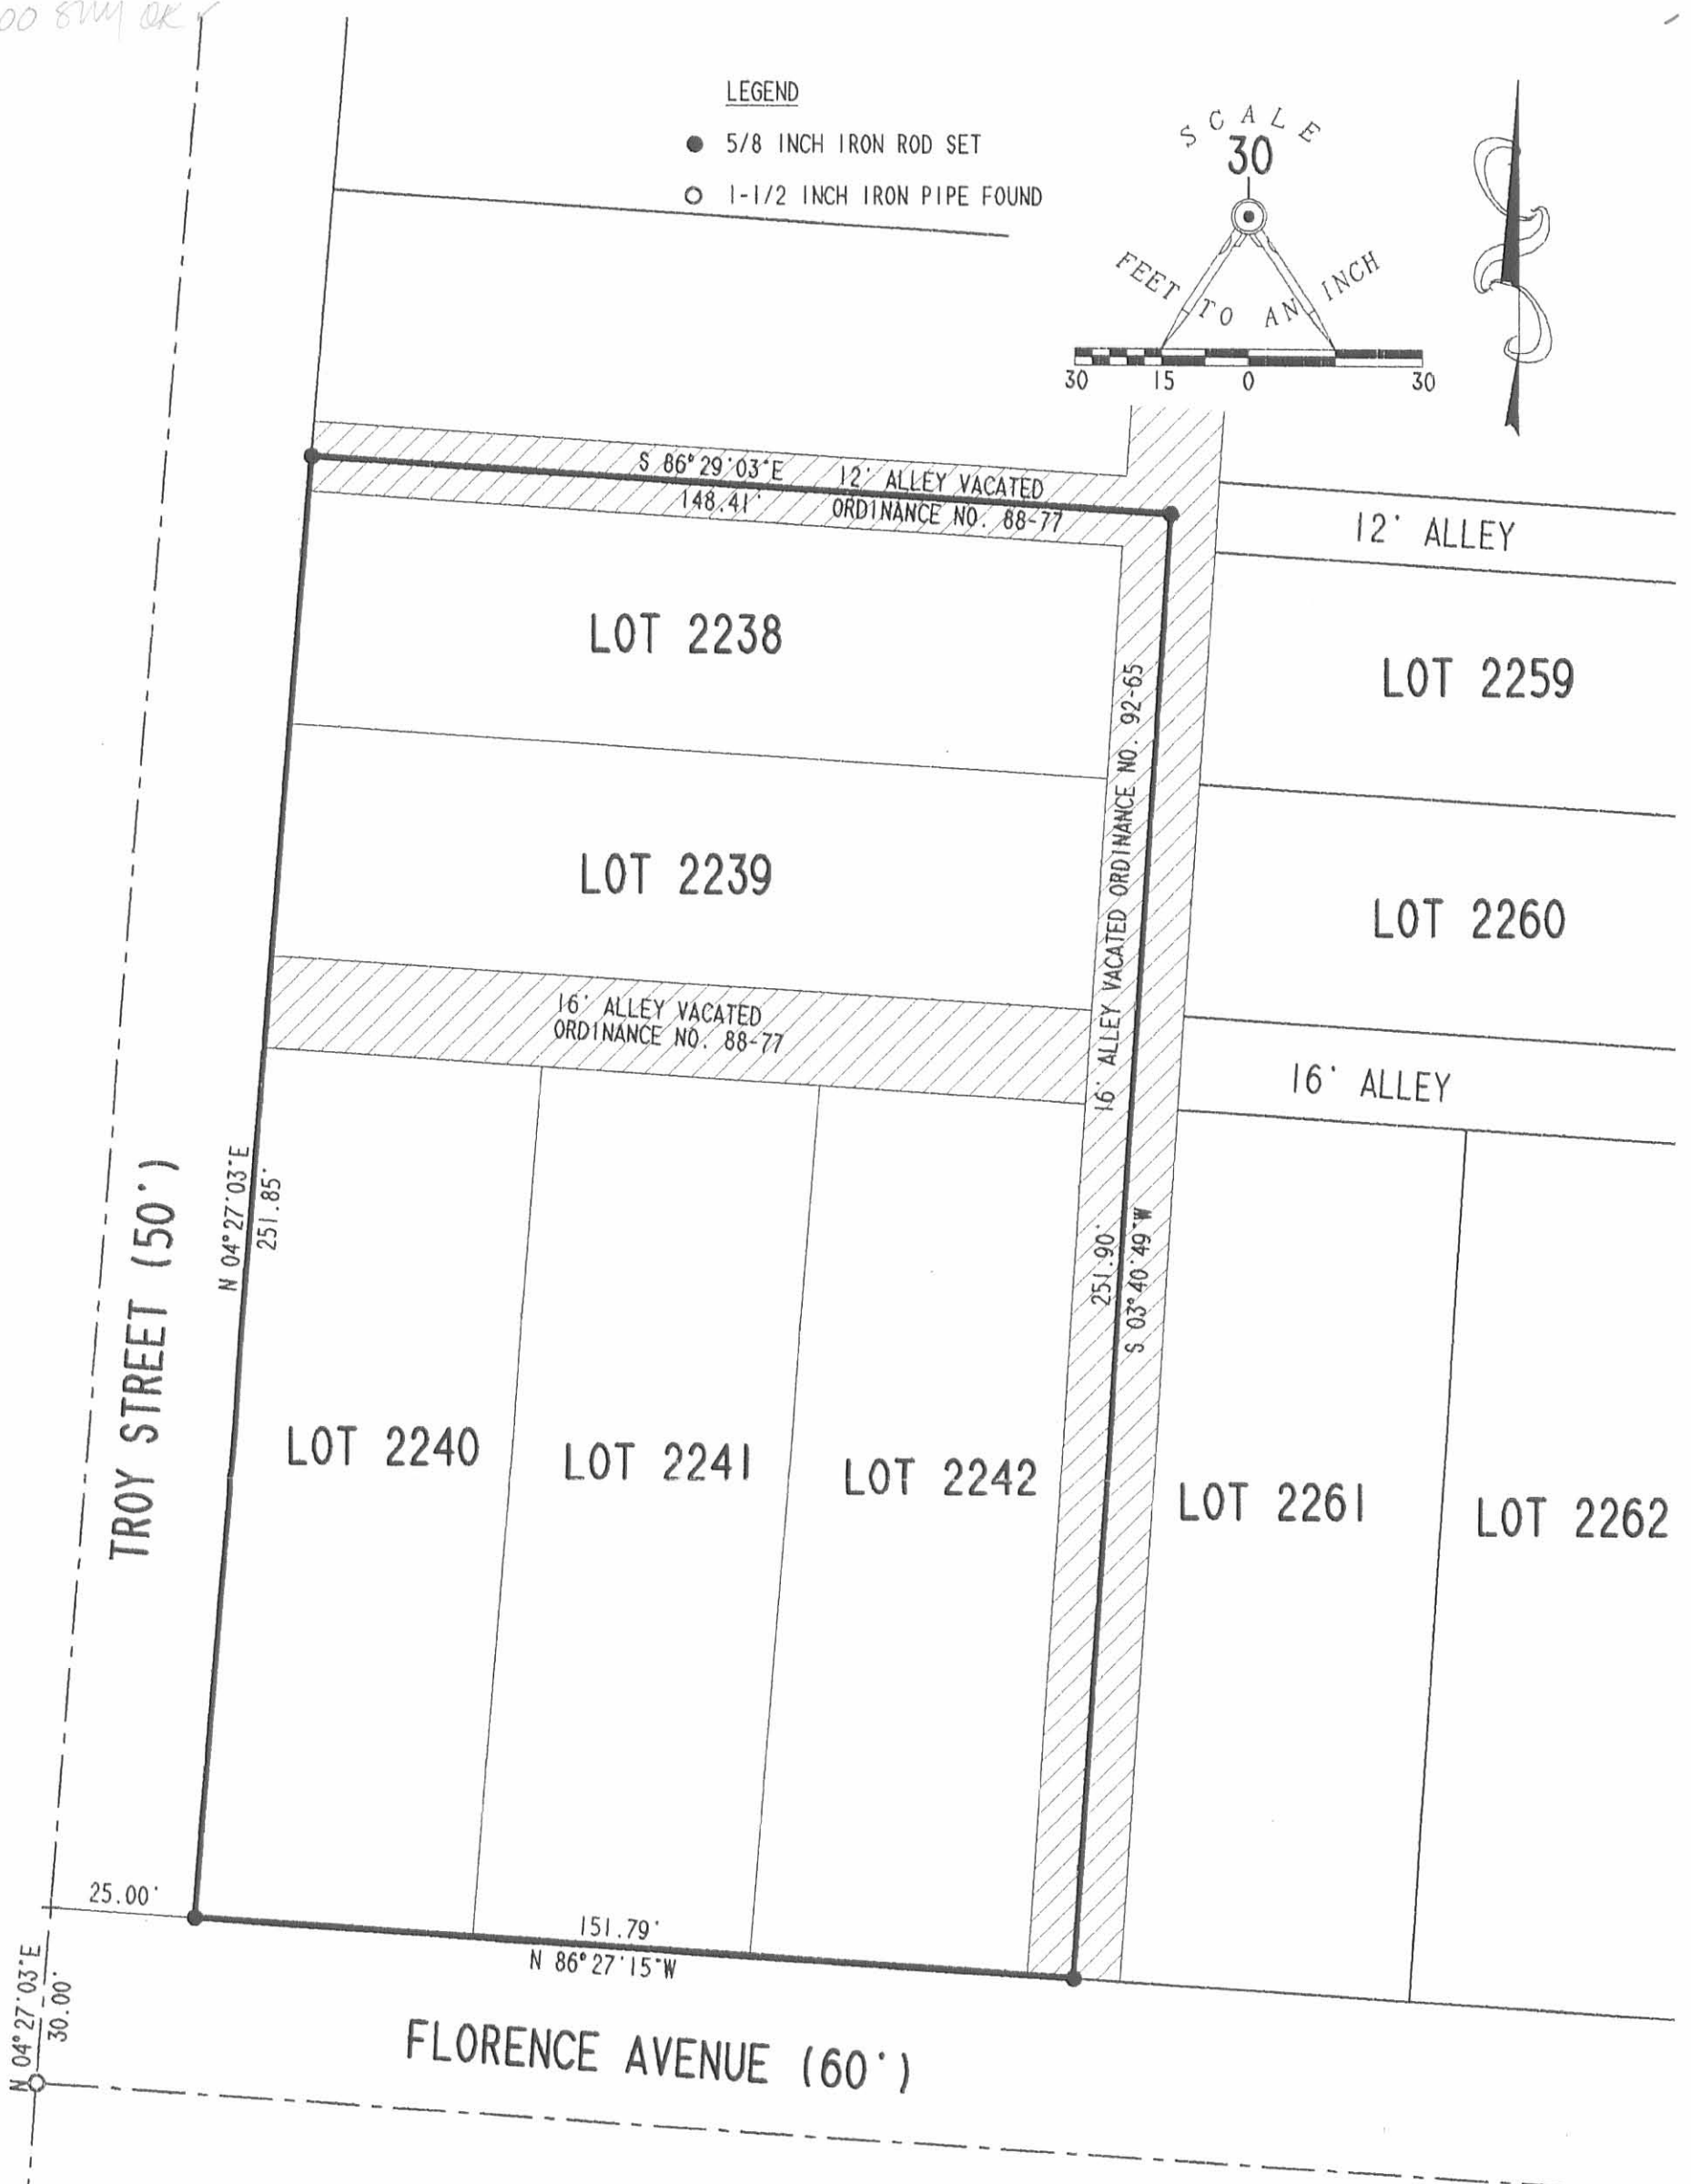 LEGEND
5/8 INCH IRON ROD SET
1-1/2 INCH IRON PIPE FOUND
SCALE
30
FEET TO AN INCH
30 15 0 30
S 86°29'03"E
148.41'
12' ALLEY VACATED
ORDINANCE NO. 88-77
12' ALLEY
LOT 2238
LOT 2259
16' ALLEY VACATED ORDINANCE NO. 92-65
LOT 2239
LOT 2260
16' ALLEY VACATED
ORDINANCE NO. 88-77
16' ALLEY
N 04°27'03"E
251.85'
TROY STREET (50')
251.90'
S 03°40'49"W
LOT 2240
LOT 2241
LOT 2242
LOT 2261
LOT 2262
25.00'
151.79'
N 86°27'15"W
N 04°27'03"E
30.00'
FLORENCE AVENUE (60')